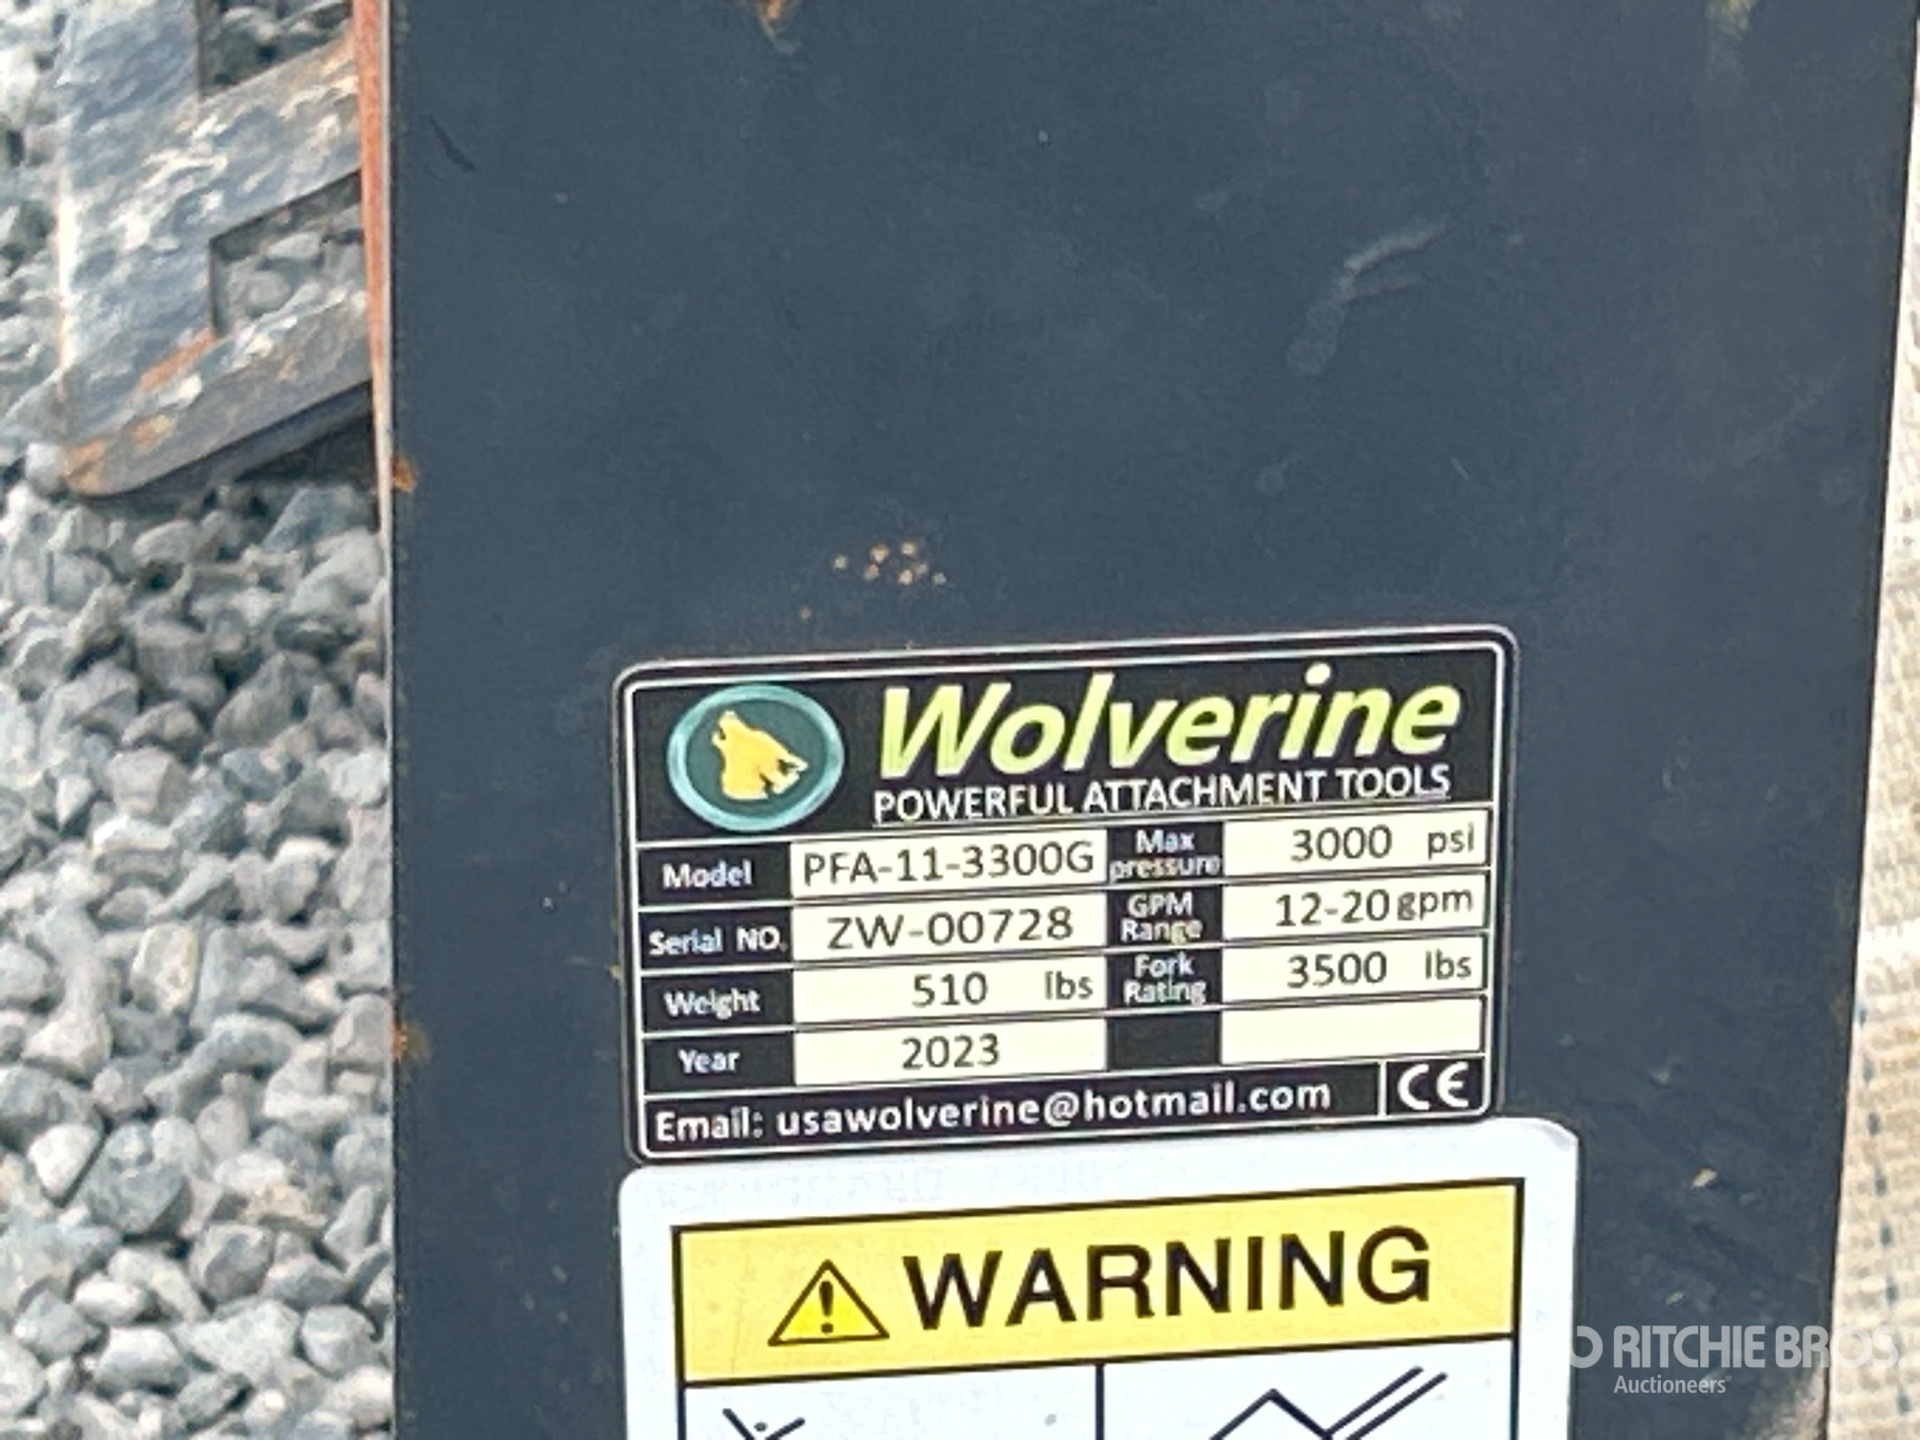 Wolverine
POWERFUL ATTACHMENT TOOLS
Model PFA-11-3300G Max pressure 3000 psi
Serial NO. ZW-00728 GPM Range 12-20 gpm
Weight 510 lbs Fork Rating 3500 lbs
Year 2023
Email: usawolverine@hotmail.com CE
WARNING
RITCHIE BROS.
Auctioneers